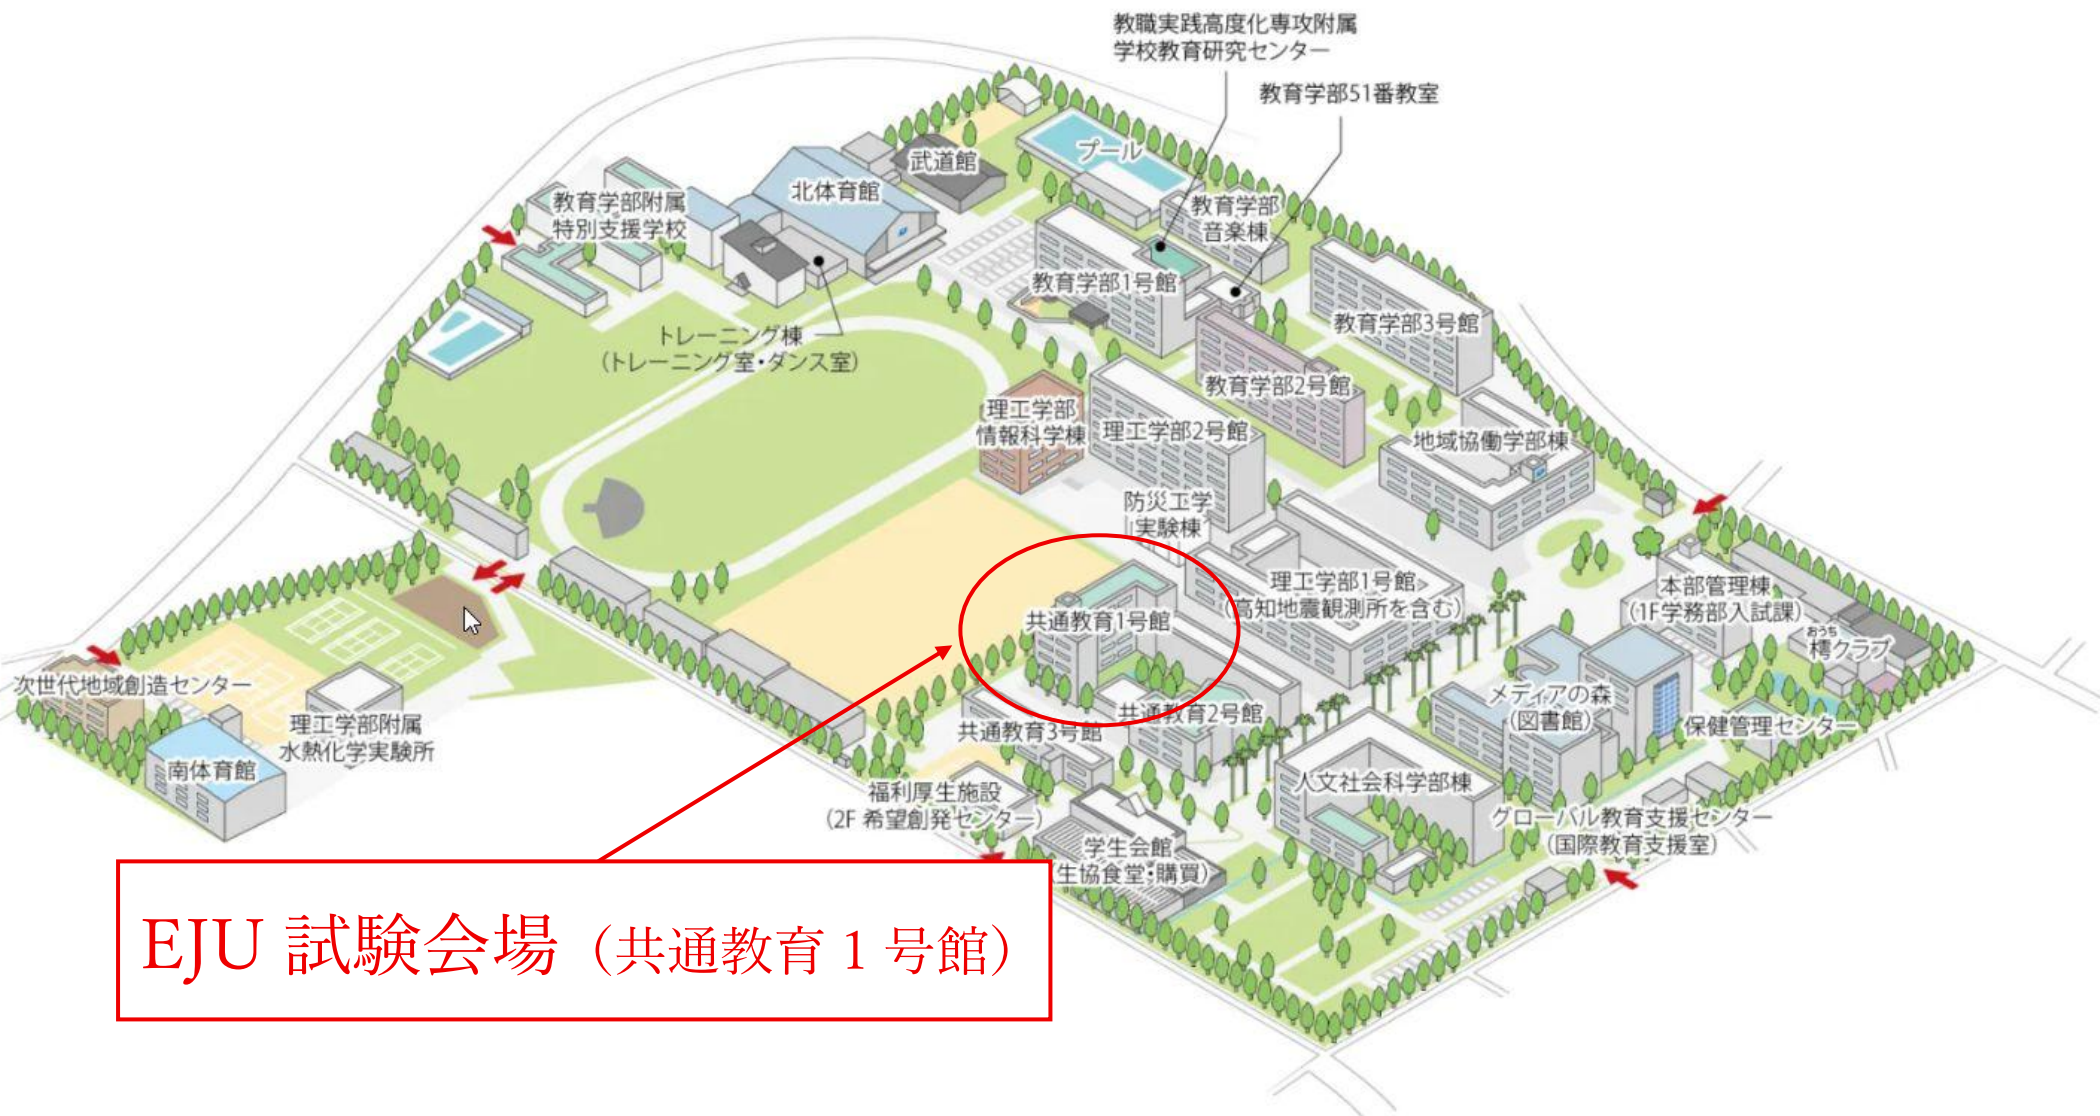 教職実践高度化専攻附属
学校教育研究センター
教育学部51番教室
プール
武道館
北体育館
教育学部附属
特別支援学校
教育学部
音楽棟
教育学部1号館
教育学部3号館
トレーニング棟
（トレーニング室・ダンス室）
教育学部2号館
理工学部
情報科学棟
理工学部2号館
地域協働学部棟
防災工学
実験棟
理工学部1号館
（高知地震観測所を含む）
本部管理棟
（1F学務部入試課）
共通教育1号館
おうち
樗クラブ
次世代地域創造センター
メディアの森
（図書館）
理工学部附属
水熱化学実験所
共通教育2号館
共通教育3号館
保健管理センター
南体育館
人文社会科学部棟
福利厚生施設
（2F 希望創発センター）
グローバル教育支援センター
（国際教育支援室）
学生会館
（生協食堂・購買）
EJU 試験会場（共通教育 1 号館）